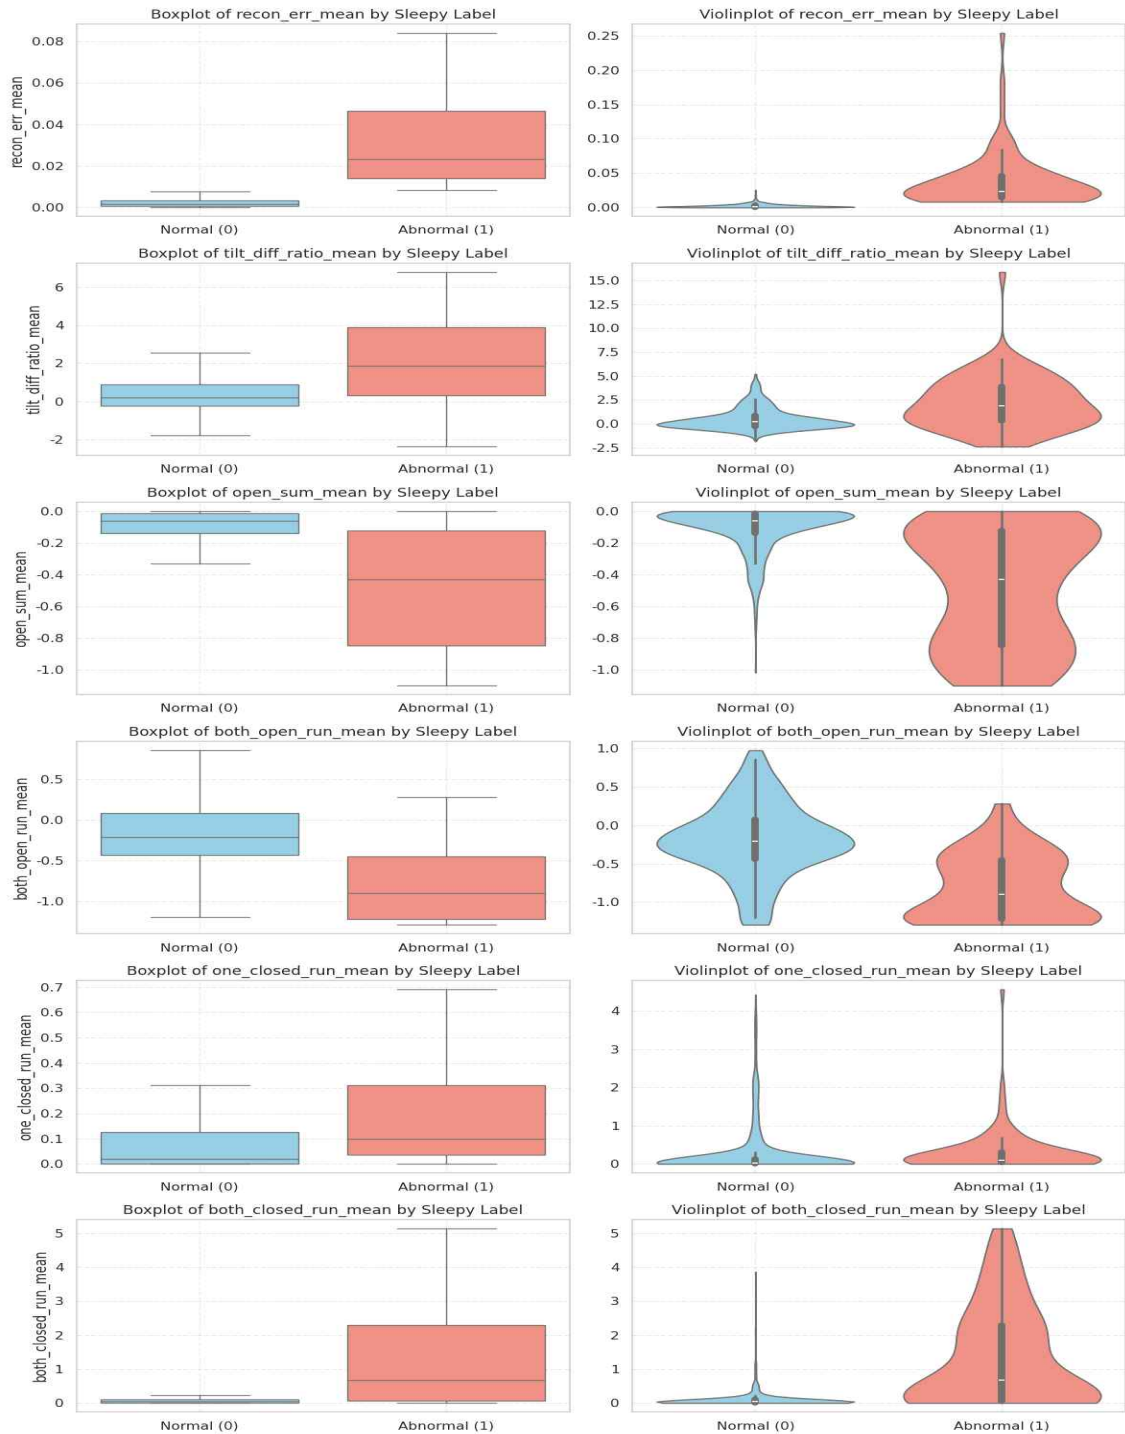 Boxplot of recon_err_mean by Sleepy Label
recon_err_mean
0.08
0.06
0.04
0.02
0.00
Normal (0) Abnormal (1)
Violinplot of recon_err_mean by Sleepy Label
0.25
0.20
0.15
0.10
0.05
0.00
Normal (0) Abnormal (1)
Boxplot of tilt_diff_ratio_mean by Sleepy Label
tilt_diff_ratio_mean
6
4
2
0
-2
Normal (0) Abnormal (1)
Violinplot of tilt_diff_ratio_mean by Sleepy Label
15.0
12.5
10.0
7.5
5.0
2.5
0.0
-2.5
Normal (0) Abnormal (1)
Boxplot of open_sum_mean by Sleepy Label
open_sum_mean
0.0
-0.2
-0.4
-0.6
-0.8
-1.0
Normal (0) Abnormal (1)
Violinplot of open_sum_mean by Sleepy Label
0.0
-0.2
-0.4
-0.6
-0.8
-1.0
Normal (0) Abnormal (1)
Boxplot of both_open_run_mean by Sleepy Label
both_open_run_mean
0.5
0.0
-0.5
-1.0
Normal (0) Abnormal (1)
Violinplot of both_open_run_mean by Sleepy Label
1.0
0.5
0.0
-0.5
-1.0
Normal (0) Abnormal (1)
Boxplot of one_closed_run_mean by Sleepy Label
one_closed_run_mean
0.7
0.6
0.5
0.4
0.3
0.2
0.1
0.0
Normal (0) Abnormal (1)
Violinplot of one_closed_run_mean by Sleepy Label
4
3
2
1
0
Normal (0) Abnormal (1)
Boxplot of both_closed_run_mean by Sleepy Label
both_closed_run_mean
5
4
3
2
1
0
Normal (0) Abnormal (1)
Violinplot of both_closed_run_mean by Sleepy Label
5
4
3
2
1
0
Normal (0) Abnormal (1)